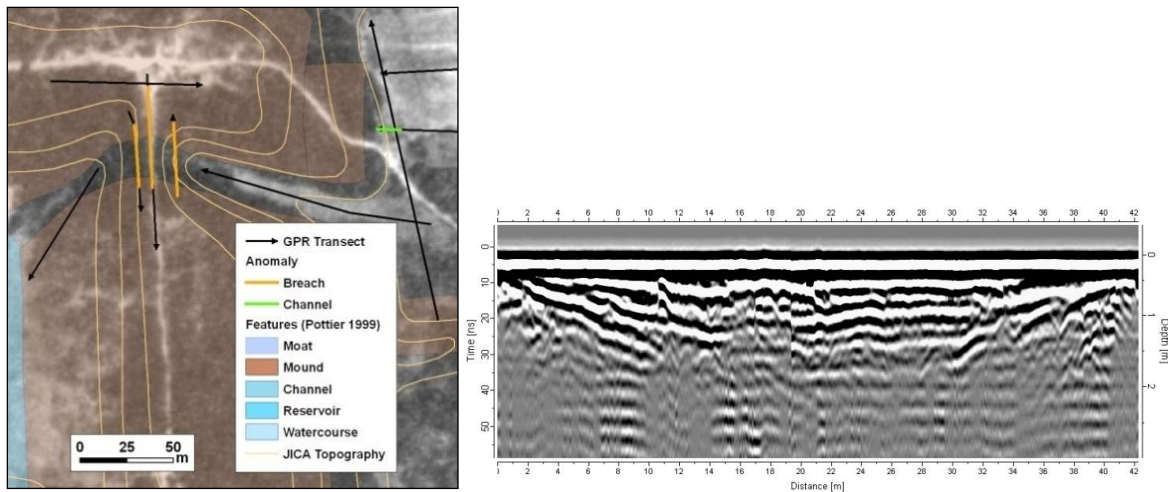 GPR Transect
Anomaly
Breach
Channel
Features (Pottier 1999)
Moat
Mound
Channel
Reservoir
Watercourse
JICA Topography
0 25 50
m
0 2 4 6 8 10 12 14 16 18 20 22 24 26 28 30 32 34 36 38 40 42
0
10
20
30
40
50
Time [ns]
0
1
2
Depth [m]
0 2 4 6 8 10 12 14 16 18 20 22 24 26 28 30 32 34 36 38 40 42
Distance [m]